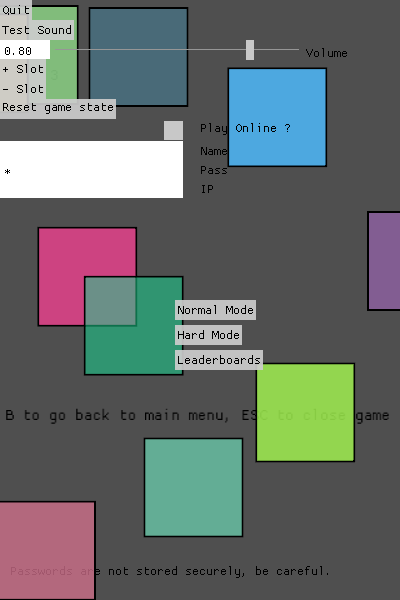 Quit
Test Sound
0.80
Volume
+ Slot
- Slot
Reset game state
Play Online ?
Name
Pass
*
IP
Normal Mode
Hard Mode
Leaderboards
B to go back to main menu, ESC to close game
Passwords are not stored securely, be careful.